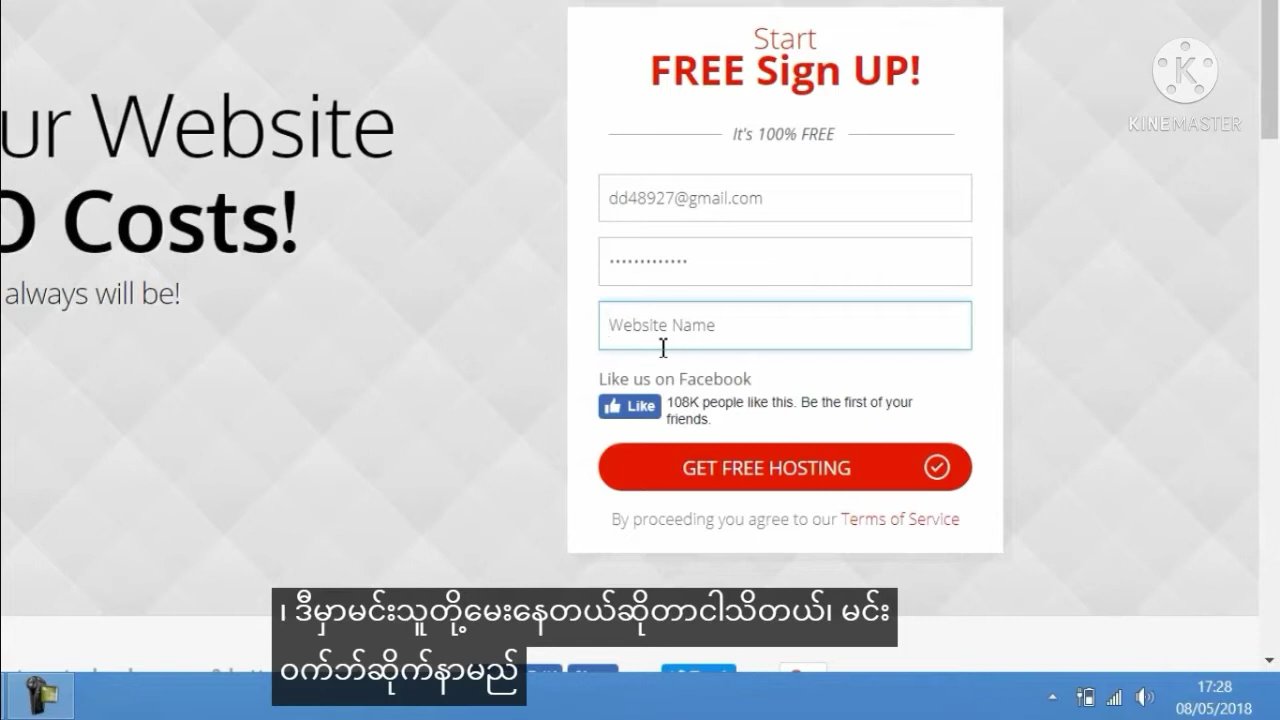 Start
FREE Sign UP!
It's 100% FREE
KINEMASTER
ur Website
Costs!
always will be!
dd48927@gmail.com
Website Name
Like us on Facebook
Like
108K people like this. Be the first of your
friends.
GET FREE HOSTING
By proceeding you agree to our Terms of Service
၊ ဒီမှာမင်းသူတို့မေးနေတယ်ဆိုတာငါသိတယ်၊ မင်း
ဝက်ဘ်ဆိုက်နာမည်
17:28
08/05/2018